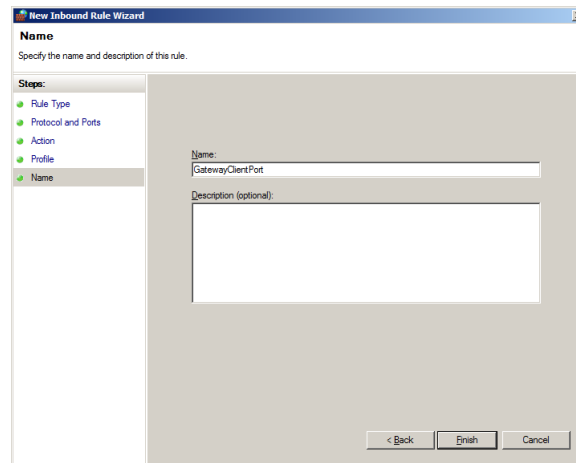 New Inbound Rule Wizard
Name
Specify the name and description of this rule.
Steps:
Rule Type
Protocol and Ports
Action
Profile
Name
Name:
GatewayClientPort
Description (optional):
< Back
Finish
Cancel